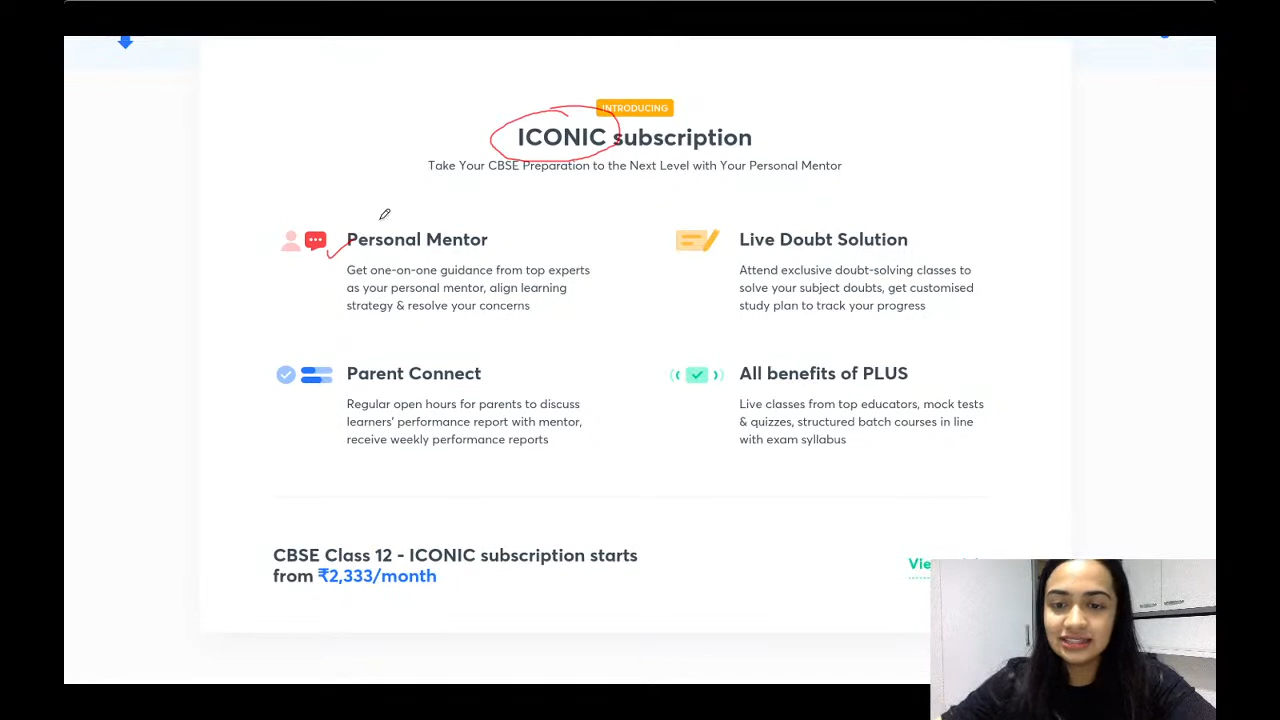 INTRODUCING
ICONIC subscription
Take Your CBSE Preparation to the Next Level with Your Personal Mentor
Personal Mentor
Get one-on-one guidance from top experts
as your personal mentor, align learning
strategy & resolve your concerns
Live Doubt Solution
Attend exclusive doubt-solving classes to
solve your subject doubts, get customised
study plan to track your progress
Parent Connect
Regular open hours for parents to discuss
learners' performance report with mentor,
receive weekly performance reports
All benefits of PLUS
Live classes from top educators, mock tests
& quizzes, structured batch courses in line
with exam syllabus
CBSE Class 12 - ICONIC subscription starts
from ₹2,333/month